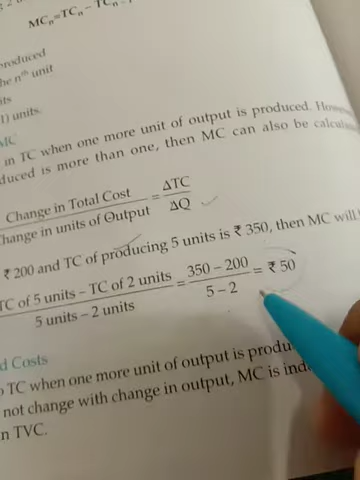 MCₙ=TCₙ – TCₙ₋₁
produced
the nᵗʰ unit
its
1) units.
MC
in TC when one more unit of output is produced. However
duced is more than one, then MC can also be
Change in Total Cost / Change in units of Output = ΔTC / ΔQ
₹ 200 and TC of producing 5 units is ₹ 350, then MC will
TC of 5 units – TC of 2 units / 5 units – 2 units = 350 – 200 / 5 – 2 = ₹ 50
d Costs
TC when one more unit of output is
not change with change in output, MC is
n TVC.